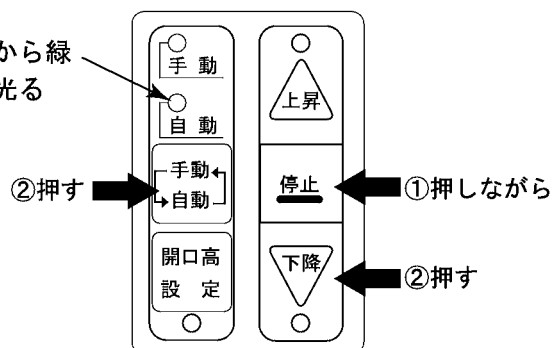 から緑
光る
手動
自動
手動
自動
開口高
設定
上昇
停止
下降
②押す
①押しながら
②押す